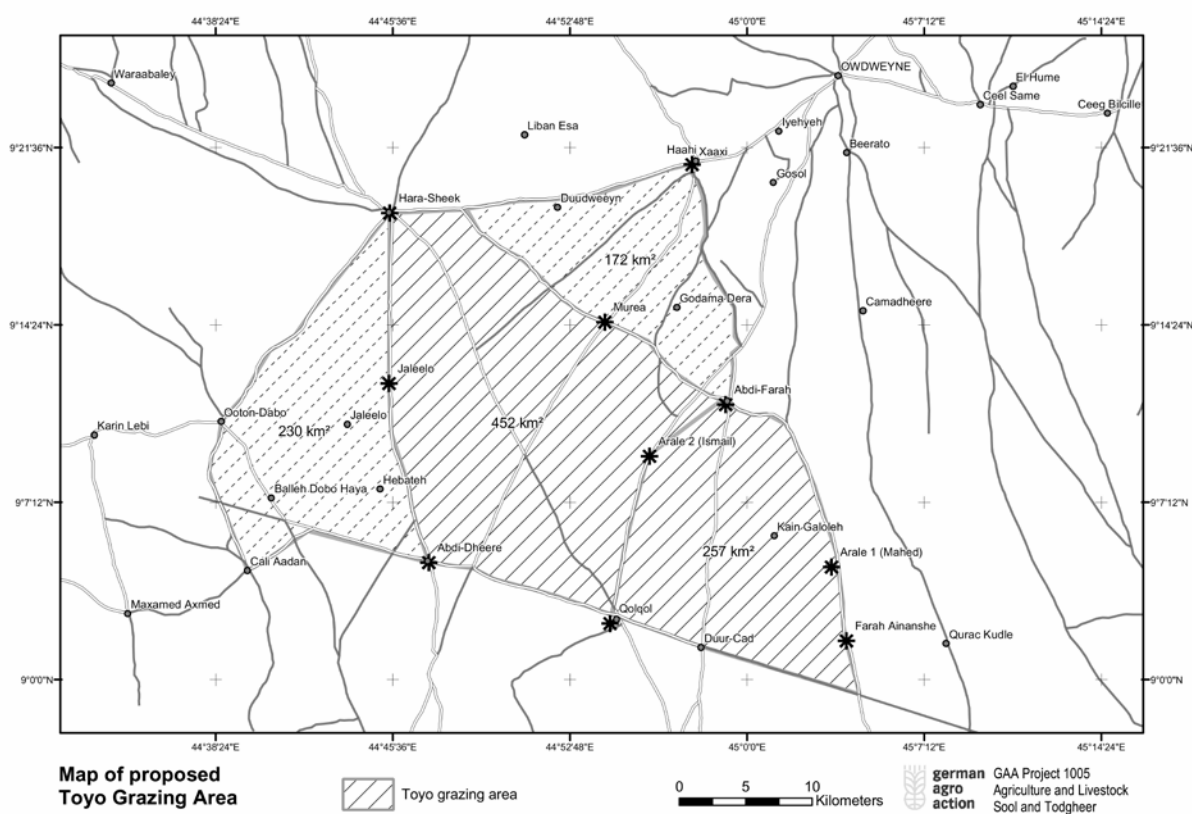 44°38'24"E
44°45'36"E
44°52'48"E
45°0'0"E
45°7'12"E
45°14'24"E
OWDWEYNE
Waraabaley
El Hume
Ceel Same
Ceeg Bilcille
Liban Esa
Iyehyeh
9°21'36"N
Haahi
Xaaxi
Beerato
9°21'36"N
Gosol
Hara-Sheek
Duudweeyn
172 km²
Godama Dera
Murea
Camadheere
9°14'24"N
9°14'24"N
Jaleelo
Abdi-Farah
Ooton-Dabo
Jaleelo
Karin Lebi
230 km²
452 km²
Arale 2 (Ismail)
Hebateh
Balleh Dobo Haya
9°7'12"N
9°7'12"N
Kain Galoleh
Abdi-Dheere
257 km²
Arale 1 (Mahed)
Cali Aadan
Maxamed Axmed
Qolqol
Farah Ainanshe
Duur-Cad
Qurac Kudle
9°0'0"N
9°0'0"N
44°38'24"E
44°45'36"E
44°52'48"E
45°0'0"E
45°7'12"E
45°14'24"E
Map of proposed
Toyo Grazing Area
Toyo grazing area
0 5 10
Kilometers
german
agro
action
GAA Project 1005
Agriculture and Livestock
Sool and Todgheer